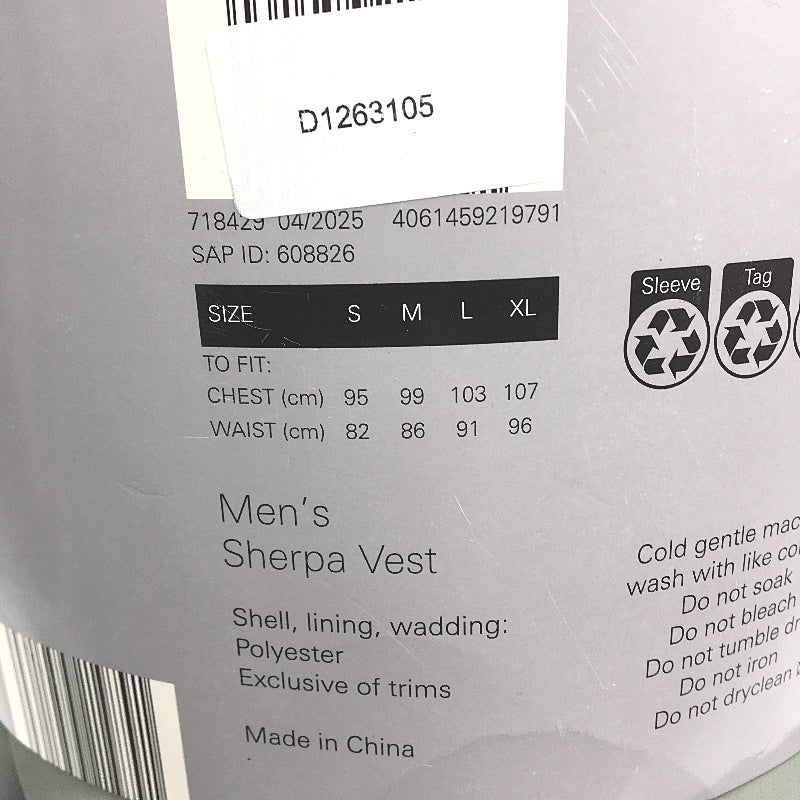 D1263105
718429 04/2025 4061459219791
SAP ID: 608826
SIZE S M L XL
TO FIT:
CHEST (cm) 95 99 103 107
WAIST (cm) 82 86 91 96
Men's
Sherpa Vest
Shell, lining, wadding:
Polyester
Exclusive of trims
Made in China
Sleeve
Tag
Cold gentle
wash with like
Do not soak
Do not bleach
Do not tumble
Do not iron
Do not dryclean